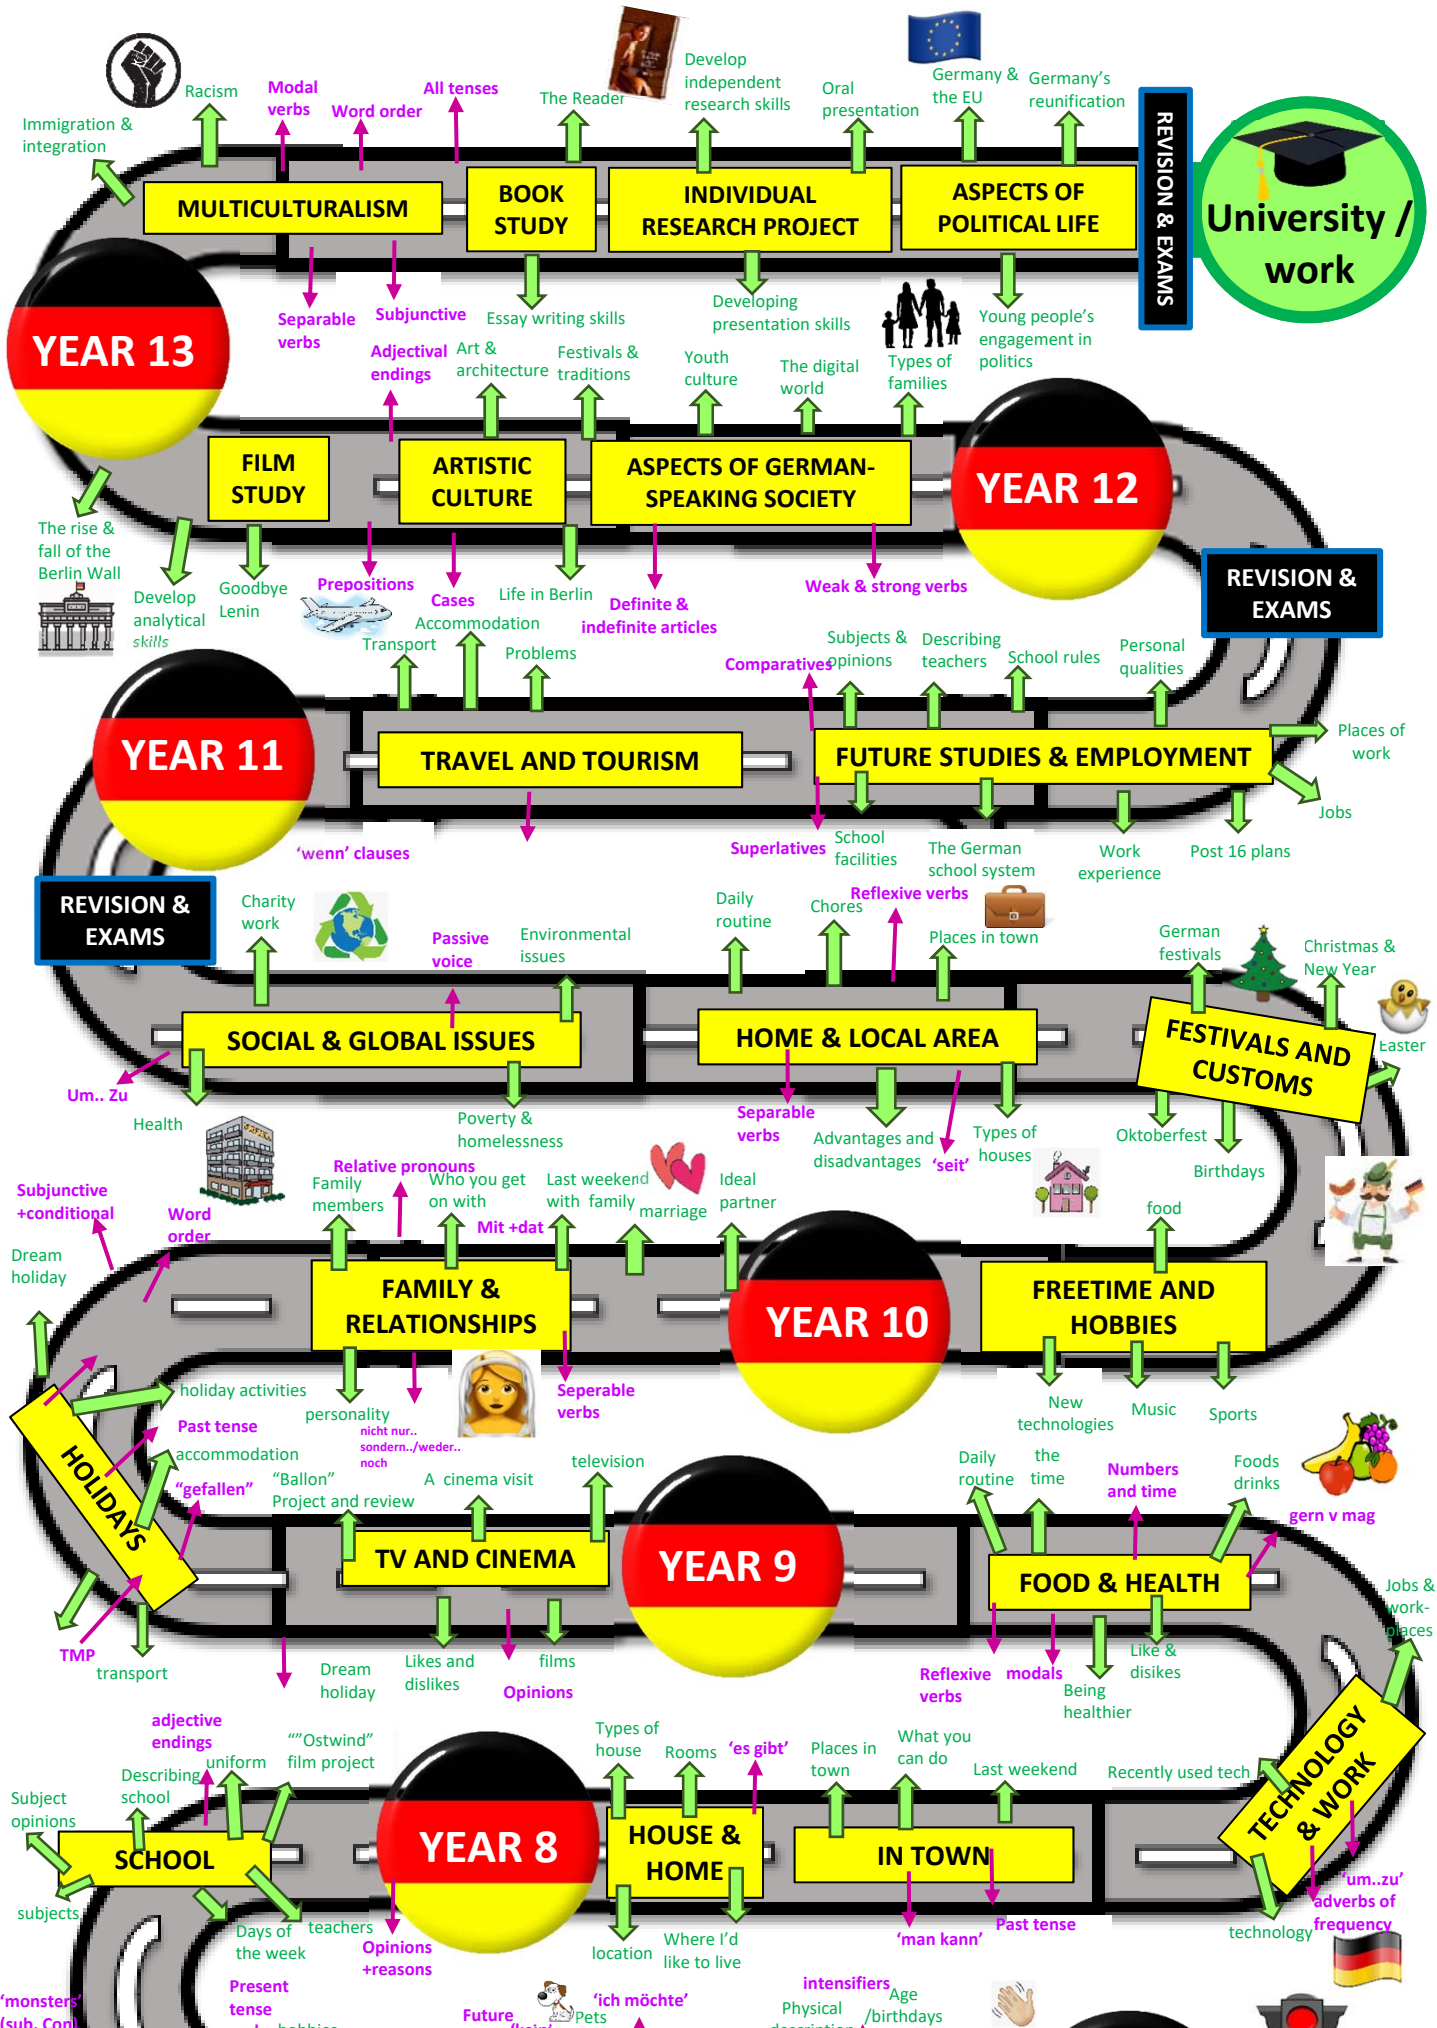 Immigration &
integration
Racism
Modal
verbs
Word order
All tenses
The Reader
Develop
independent
research skills
Oral
presentation
Germany &
the EU
Germany's
reunification
MULTICULTURALISM
BOOK
STUDY
INDIVIDUAL
RESEARCH PROJECT
ASPECTS OF
POLITICAL LIFE
REVISION & EXAMS
University /
work
Separable
verbs
Subjunctive
Essay writing skills
Developing
presentation skills
Young people's
engagement in
politics
YEAR 13
Adjectival
endings
Art &
architecture
Festivals &
traditions
Youth
culture
The digital
world
Types of
families
FILM
STUDY
ARTISTIC
CULTURE
ASPECTS OF GERMAN-
SPEAKING SOCIETY
YEAR 12
The rise &
fall of the
Berlin Wall
Develop
analytical
skills
Goodbye
Lenin
Prepositions
Cases
Life in Berlin
Definite &
indefinite articles
Weak & strong verbs
REVISION &
EXAMS
Transport
Accommodation
Problems
Comparatives
Subjects &
opinions
Describing
teachers
School rules
Personal
qualities
YEAR 11
TRAVEL AND TOURISM
FUTURE STUDIES & EMPLOYMENT
Places of
work
Jobs
'wenn' clauses
Superlatives
School
facilities
The German
school system
Work
experience
Post 16 plans
REVISION &
EXAMS
Charity
work
Passive
voice
Environmental
issues
Daily
routine
Chores
Reflexive verbs
Places in town
German
festivals
Christmas &
New Year
Easter
SOCIAL & GLOBAL ISSUES
HOME & LOCAL AREA
FESTIVALS AND
CUSTOMS
Um.. Zu
Health
Poverty &
homelessness
Separable
verbs
Advantages and
disadvantages
'seit'
Types of
houses
Oktoberfest
Birthdays
Subjunctive
+conditional
Word
order
Dream
holiday
Relative pronouns
Family
members
Who you get
on with
Mit +dat
Last weekend
with family
marriage
Ideal
partner
food
FAMILY &
RELATIONSHIPS
YEAR 10
FREETIME AND
HOBBIES
holiday activities
personality
nicht nur..
sondern../weder..
noch
Seperable
verbs
New
technologies
Music
Sports
HOLIDAYS
Past tense
accommodation
"gefallen"
"Ballon"
Project and review
A cinema visit
television
Daily
routine
the
time
Numbers
and time
Foods
drinks
gern v mag
TV AND CINEMA
YEAR 9
FOOD & HEALTH
Jobs &
work-
places
TMP
transport
Dream
holiday
Likes and
dislikes
Opinions
films
Reflexive
verbs
modals
Being
healthier
Like &
disikes
adjective
endings
Describing
school
uniform
""Ostwind"
film project
Types of
house
Rooms
'es gibt'
Places in
town
What you
can do
Last weekend
Recently used tech
TECHNOLOGY
& WORK
Subject
opinions
SCHOOL
YEAR 8
HOUSE &
HOME
IN TOWN
subjects
Days of
the week
teachers
Opinions
+reasons
location
Where I'd
like to live
'man kann'
Past tense
technology
'um..zu'
adverbs of
frequency
'monsters'
(sub. Con)
Present
tense
hobbies
Future
Pets
'ich möchte'
intensifiers
Physical
Age
/birthdays